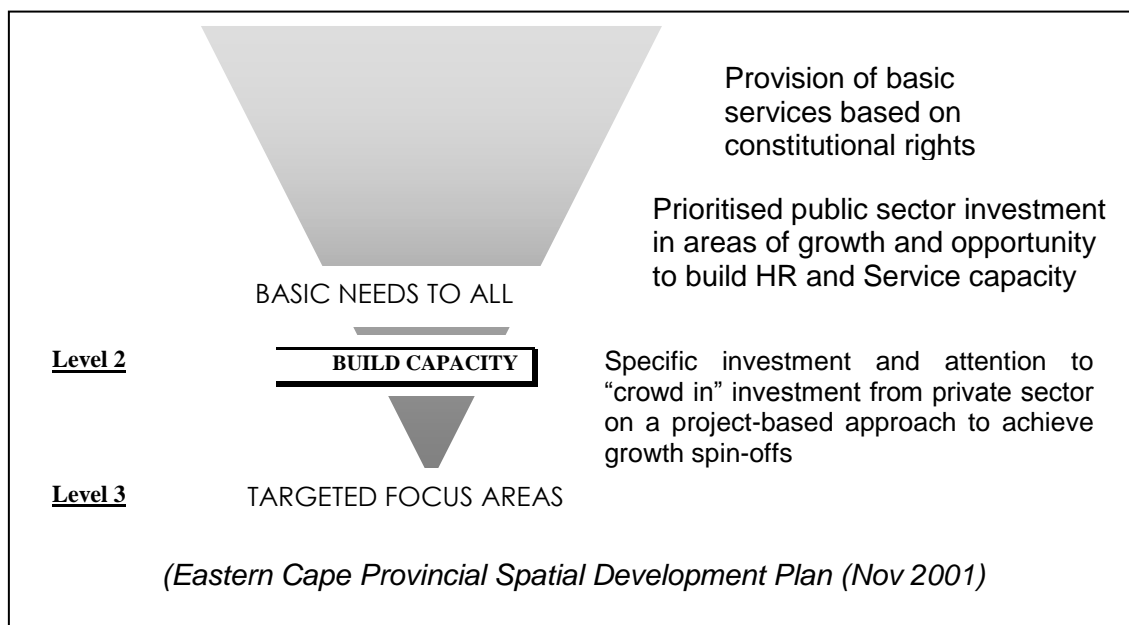 Provision of basic
services based on
constitutional rights
Prioritised public sector investment
in areas of growth and opportunity
to build HR and Service capacity
BASIC NEEDS TO ALL
Level 2
BUILD CAPACITY
Specific investment and attention to
“crowd in” investment from private sector
on a project-based approach to achieve
growth spin-offs
Level 3
TARGETED FOCUS AREAS
(Eastern Cape Provincial Spatial Development Plan (Nov 2001)